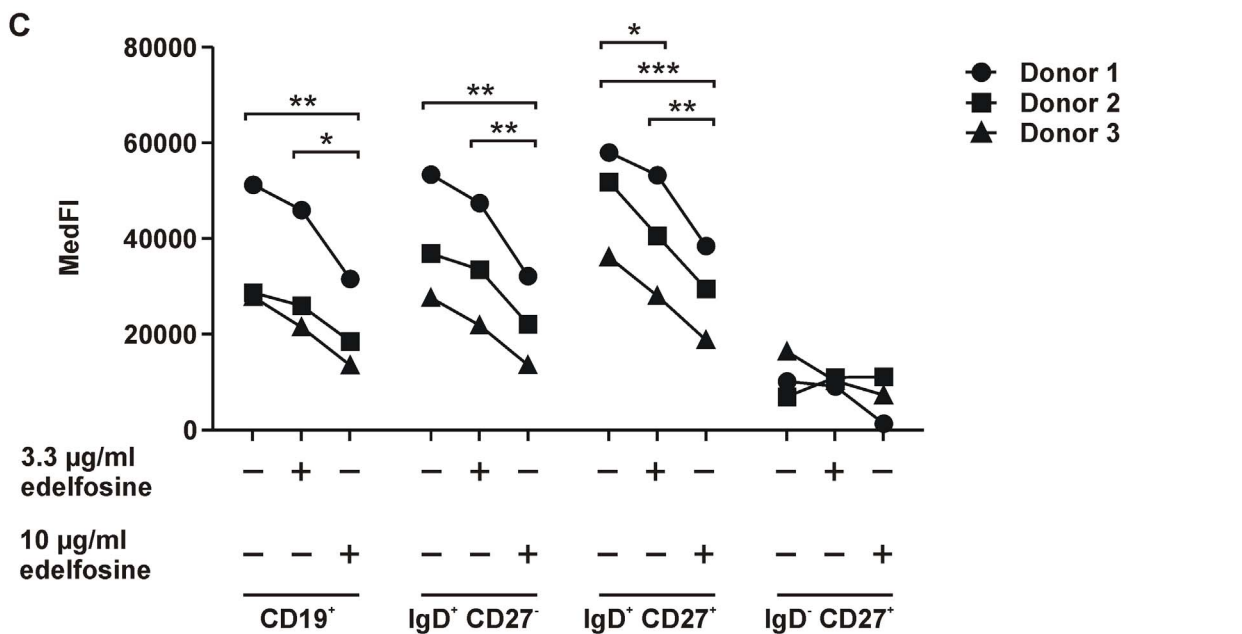 C
80000
60000
40000
20000
0
MedFI
** * ** ** * *** **
Donor 1
Donor 2
Donor 3
3.3 µg/ml
edelfosine
− + − − + − − + − − + −
10 µg/ml
edelfosine
− − + − − + − − + − − +
CD19⁺ IgD⁺ CD27⁻ IgD⁺ CD27⁺ IgD⁻ CD27⁺